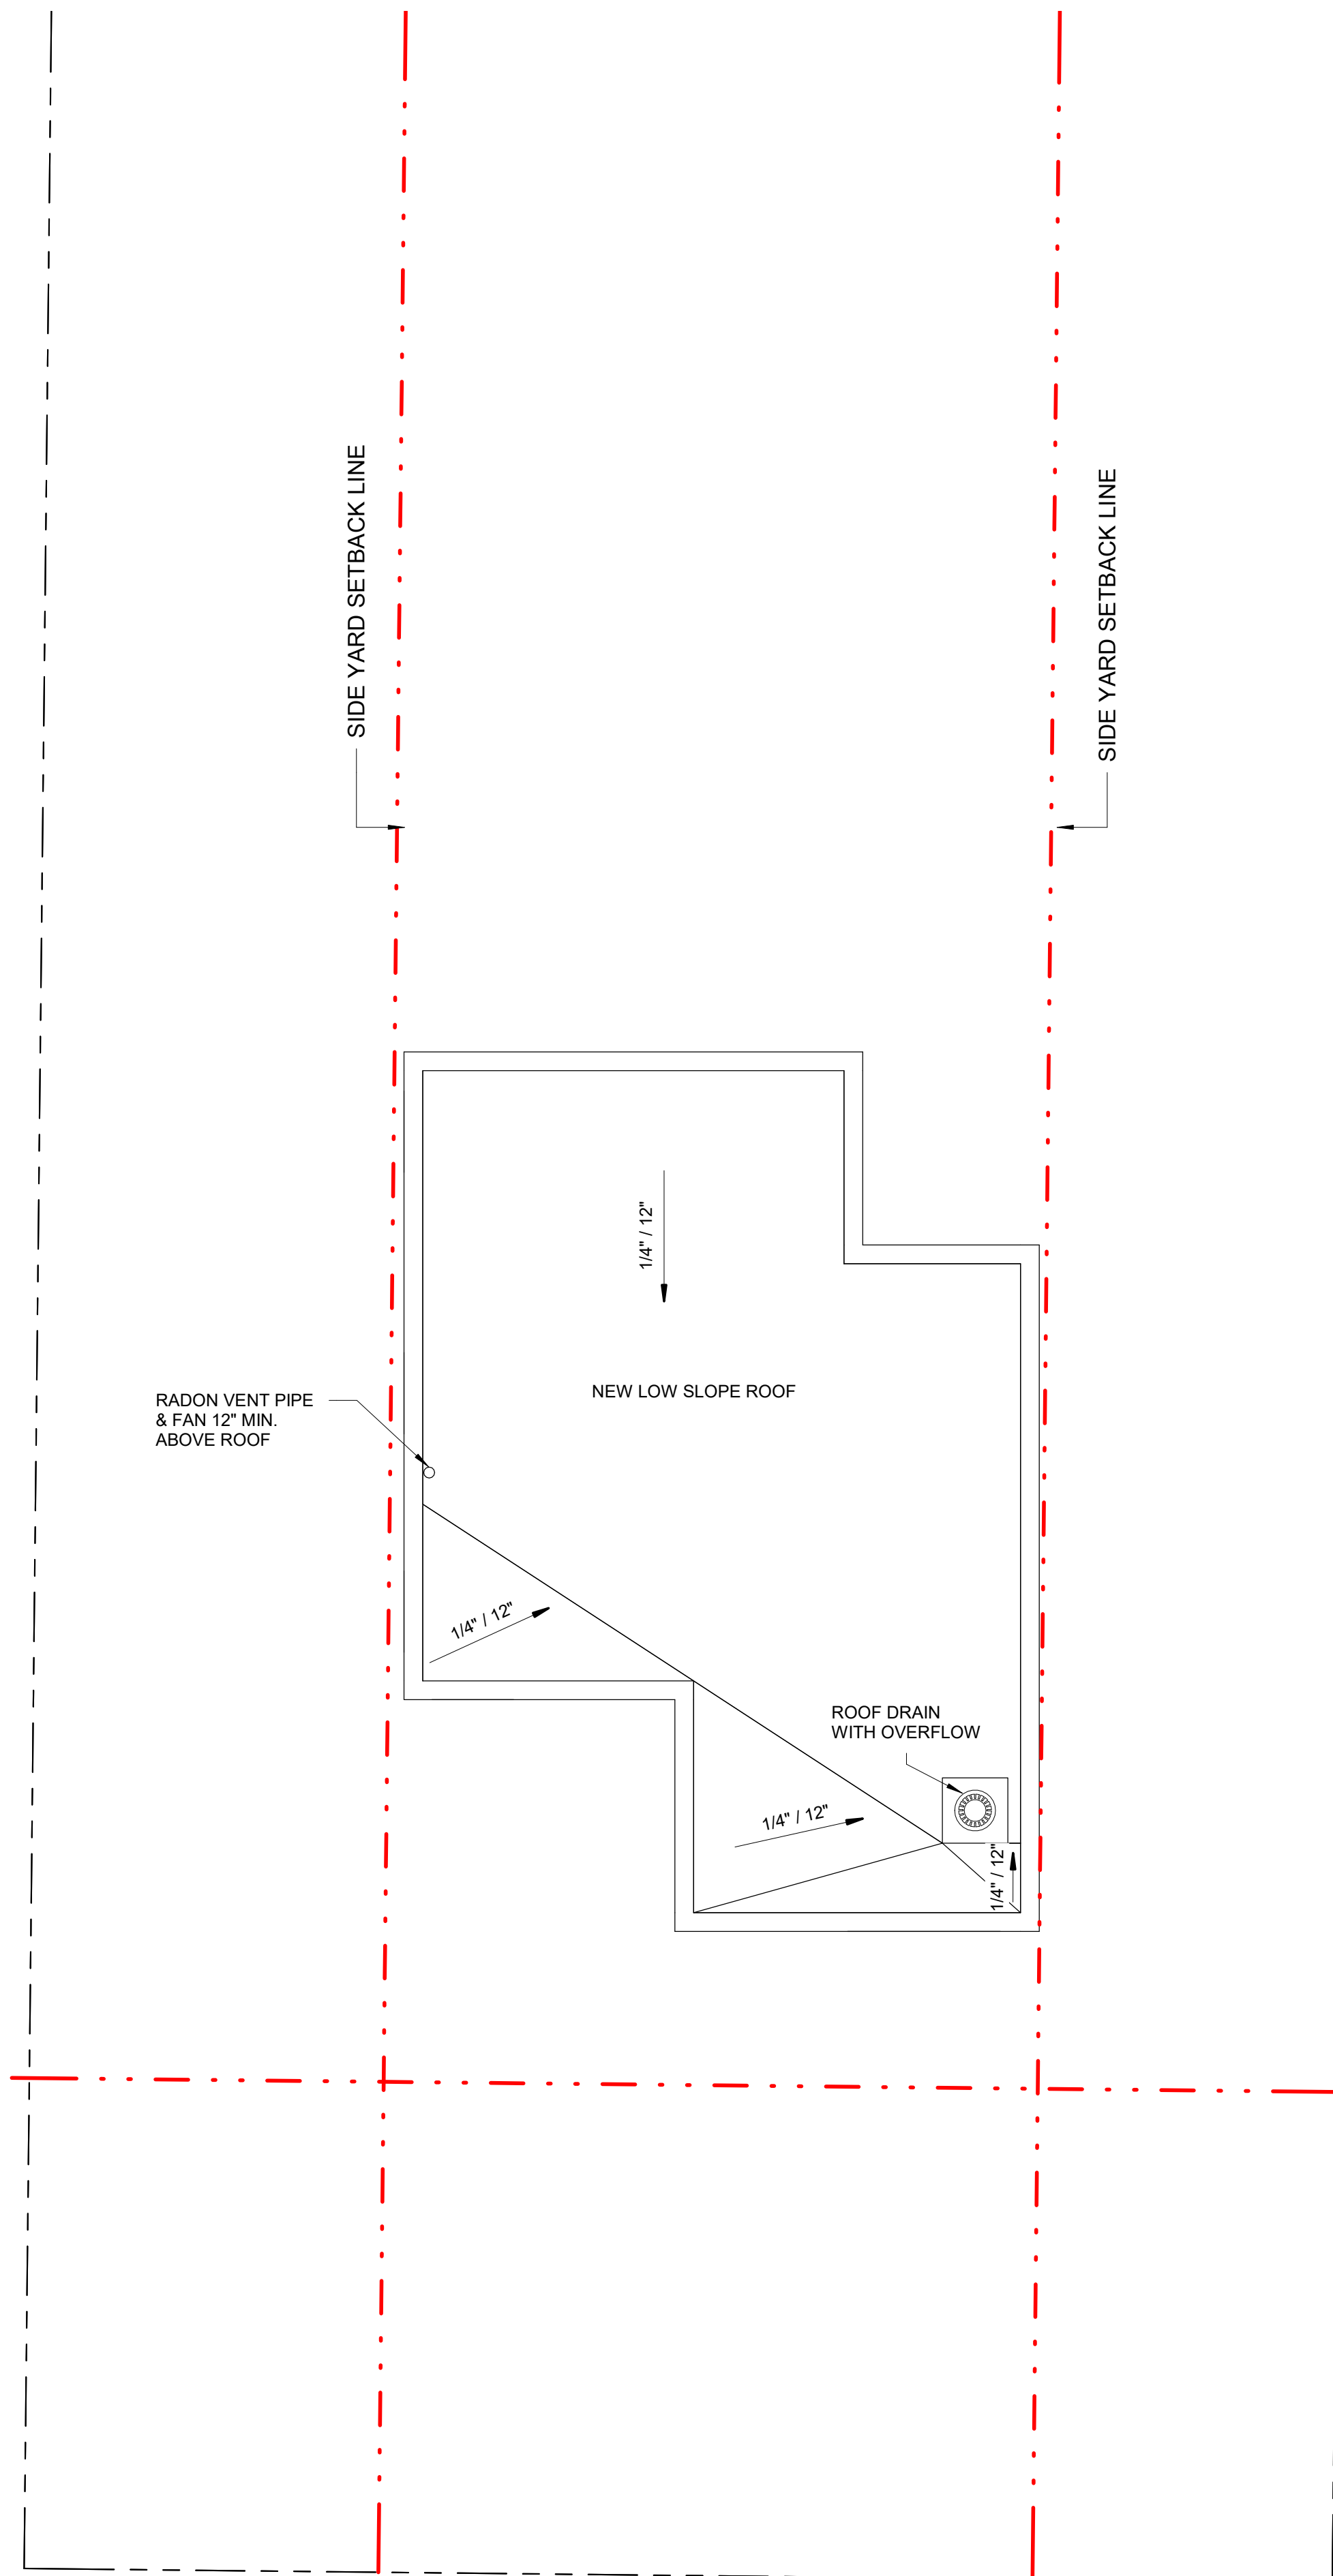 SIDE YARD SETBACK LINE
SIDE YARD SETBACK LINE
1/4" / 12"
NEW LOW SLOPE ROOF
RADON VENT PIPE
& FAN 12" MIN.
ABOVE ROOF
1/4" / 12"
ROOF DRAIN
WITH OVERFLOW
1/4" / 12"
1/4" / 12"